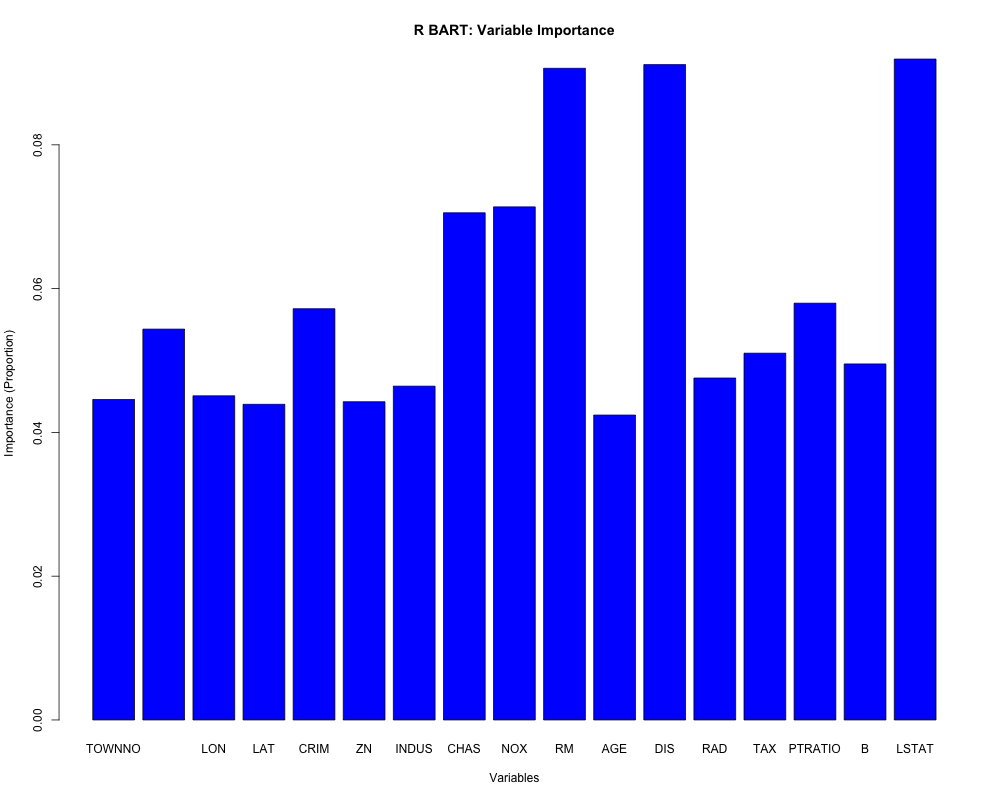 R BART: Variable Importance
Importance (Proportion)
0.08
0.06
0.04
0.02
0.00
TOWNNO LON LAT CRIM ZN INDUS CHAS NOX RM AGE DIS RAD TAX PTRATIO B LSTAT
Variables